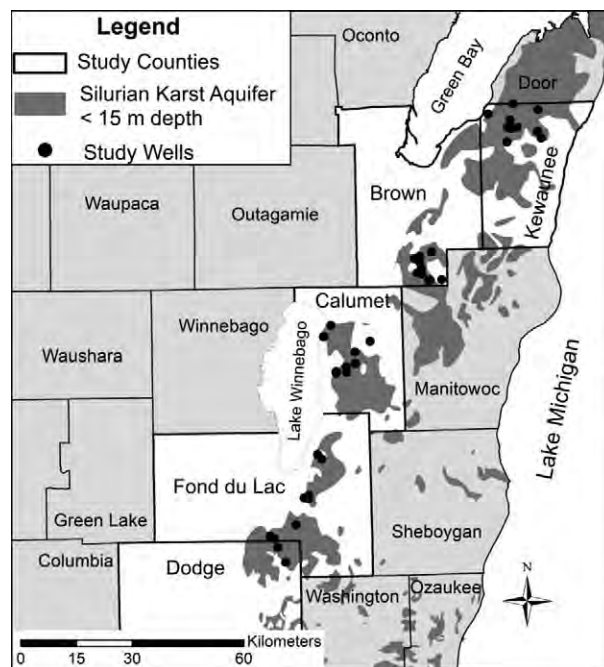 Legend
Study Counties
Silurian Karst Aquifer
< 15 m depth
Study Wells
Oconto
Green Bay
Door
Kewaunee
Brown
Waupaca
Outagamie
Calumet
Winnebago
Waushara
Lake Winnebago
Manitowoc
Lake Michigan
Fond du Lac
Green Lake
Sheboygan
Columbia
Dodge
Washington
Ozaukee
N
Kilometers
0 15 30 60